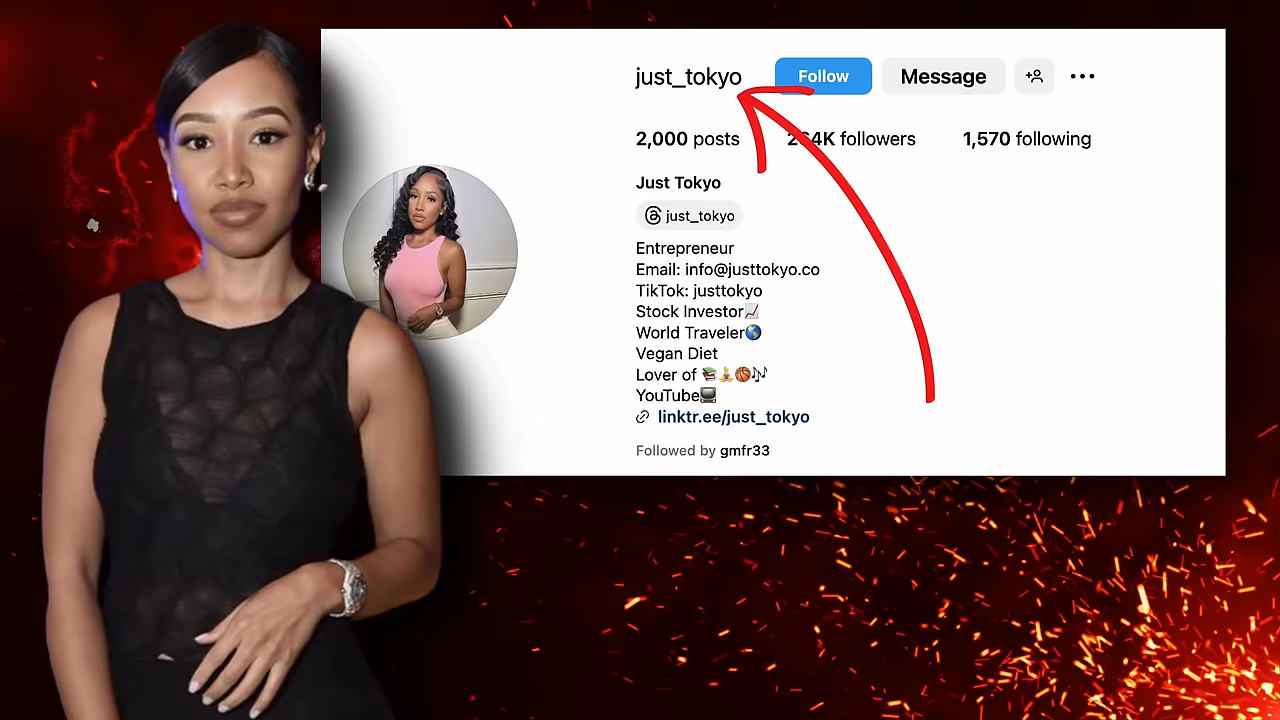 just_tokyo Follow Message
2,000 posts followers 1,570 following
Just Tokyo
just_tokyo
Entrepreneur
Email: info@justtokyo.co
TikTok: justtokyo
Stock Investor📈
World Traveler🌎
Vegan Diet
Lover of 📚🧘🏀🎶
YouTube📺
linktr.ee/just_tokyo
Followed by gmfr33